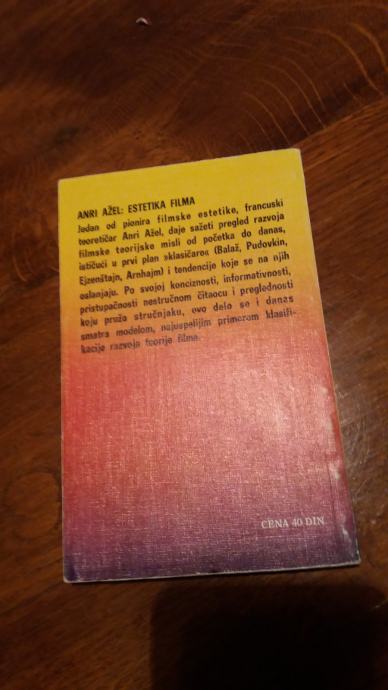 ANRI AŽEL: ESTETIKA FILMA
Jedan od pionira filmske estetike, francuski
teoretičar Anri Ažel, daje sažeti pregled razvoja
filmske teorijske misli od početka do danas,
ističući u prvi plan »klasičare« (Balaž, Pudovkin,
Ejzenštajn, Arnhajm) i tendencije koje se na njih
oslanjaju. Po svojoj konciznosti, informativnosti,
pristupačnosti nestručnom čitaocu i preglednosti
koju pruža stručnjaku, ovo delo se i danas
smatra modelom, najuspelijim primerom klasifi-
kacije razvoja teorije filma.
CENA 40 DIN.